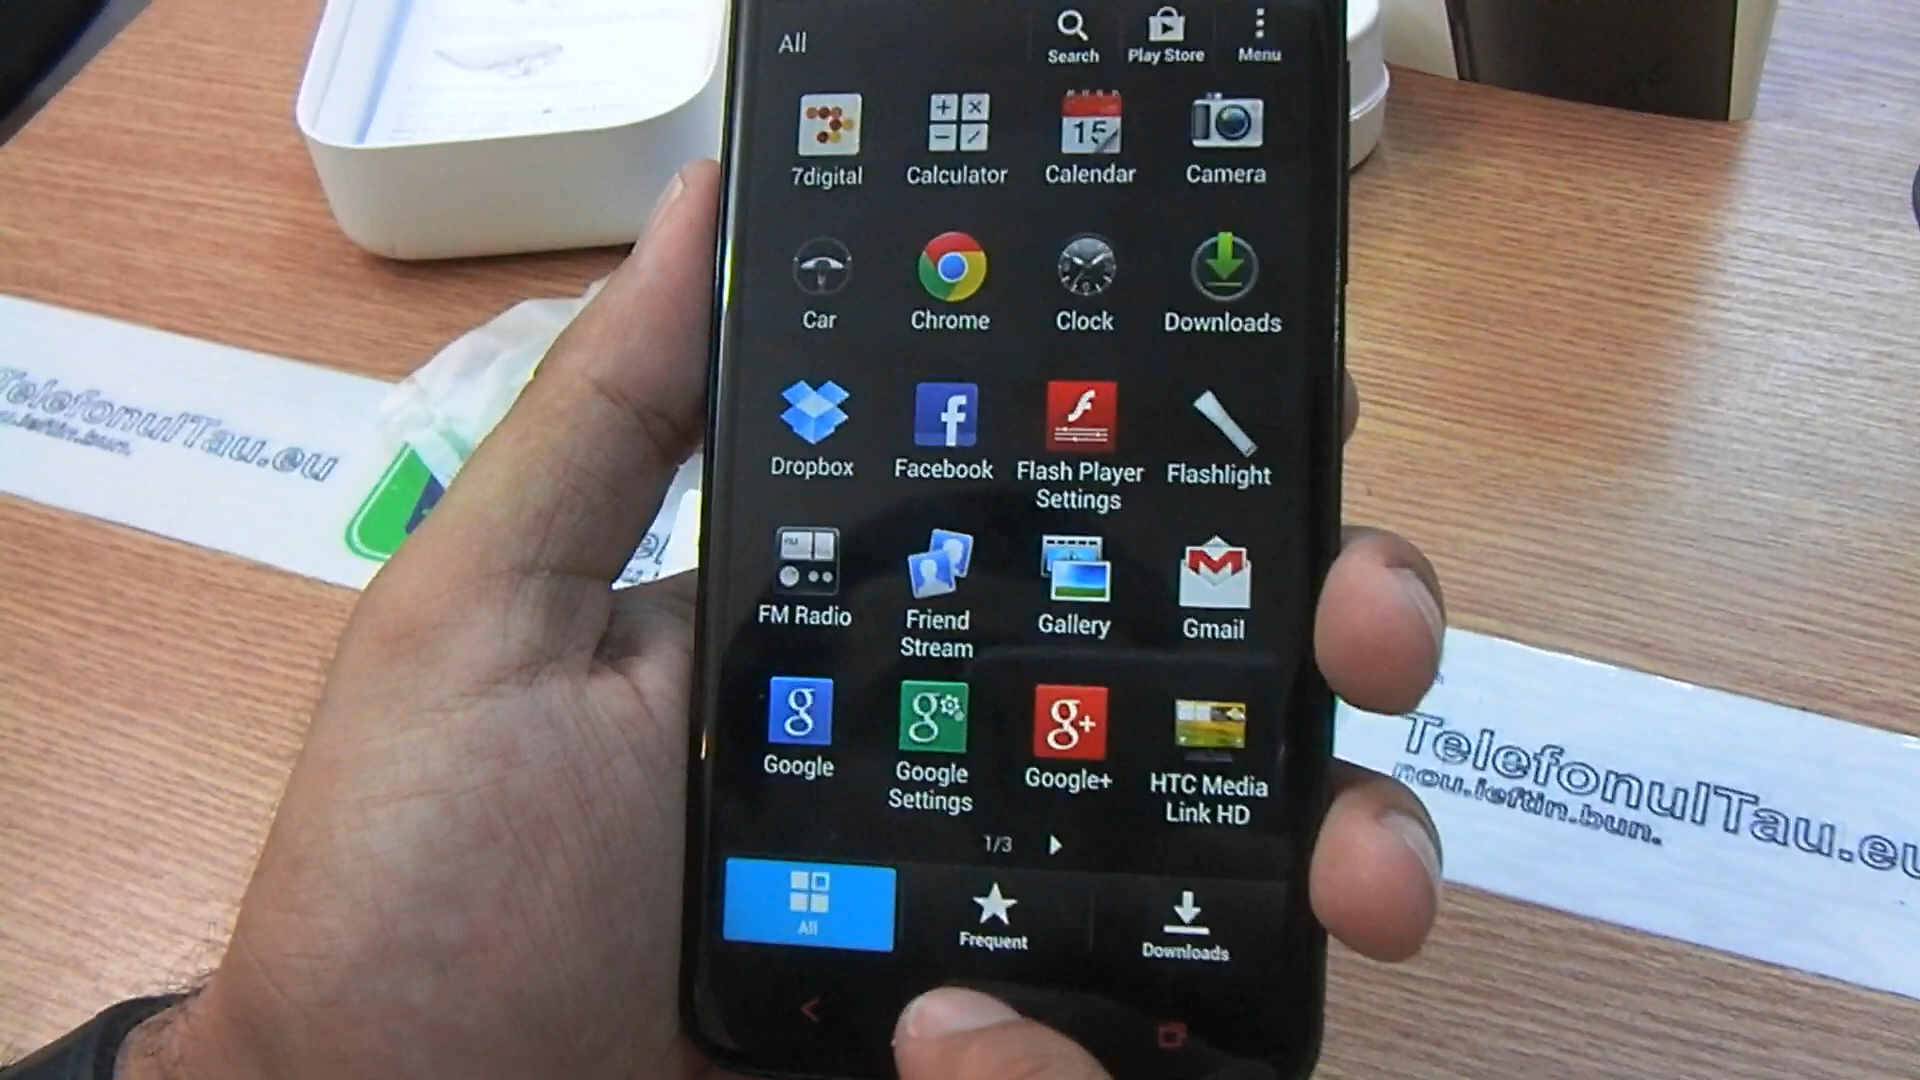 All
Search
Play Store
Menu
7digital
Calculator
15
Calendar
Camera
Car
Chrome
Clock
Downloads
Dropbox
Facebook
Flash Player
Settings
Flashlight
FM Radio
Friend
Stream
Gallery
Gmail
Google
Google
Settings
Google+
HTC Media
Link HD
1/3
All
Frequent
Downloads
TelefonulTau.eu
nou.ieftin.bun.
TelefonulTau.eu
nou.ieftin.bun.